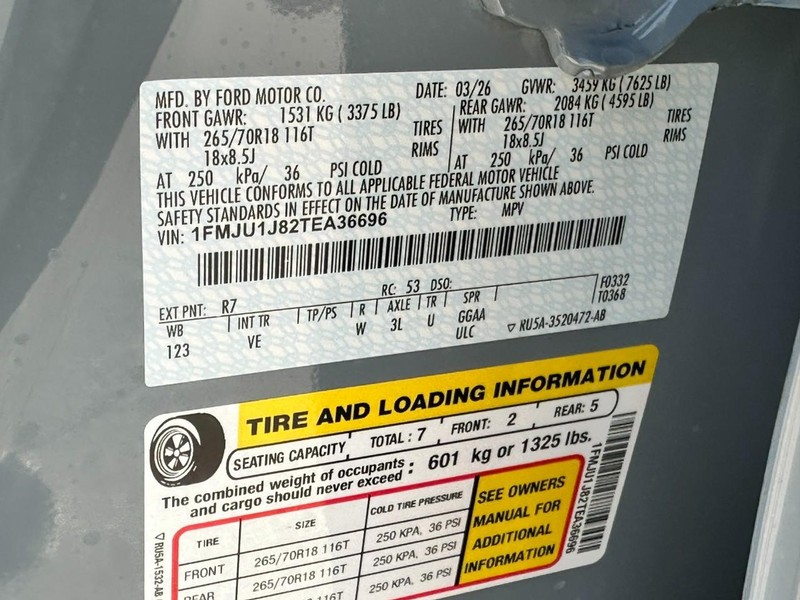 MFD. BY FORD MOTOR CO. DATE: 03/26 GVWR: 3459 KG ( 7625 LB)
FRONT GAWR: 1531 KG ( 3375 LB) REAR GAWR: 2084 KG ( 4595 LB)
WITH 265/70R18 116T TIRES WITH 265/70R18 116T TIRES
18x8.5J RIMS 18x8.5J RIMS
AT 250 kPa/ 36 PSI COLD AT 250 kPa/ 36 PSI COLD
THIS VEHICLE CONFORMS TO ALL APPLICABLE FEDERAL MOTOR VEHICLE
SAFETY STANDARDS IN EFFECT ON THE DATE OF MANUFACTURE SHOWN ABOVE.
VIN: 1FMJU1J82TEA36696 TYPE: MPV
EXT PNT: R7 RC: 53 DSO: F0332
WB INT TR TP/PS R AXLE TR SPR T0368
123 VE W 3L U GGAA
ULC ▽ RU5A-3520472-AB
TIRE AND LOADING INFORMATION
SEATING CAPACITY TOTAL : 7 FRONT: 2 REAR: 5
The combined weight of occupants and cargo should never exceed : 601 kg or 1325 lbs.
TIRE SIZE COLD TIRE PRESSURE
FRONT 265/70R18 116T 250 KPA, 36 PSI
REAR 265/70R18 116T 250 KPA, 36 PSI
265/70R18 116T 250 KPA, 36 PSI
SEE OWNERS
MANUAL FOR
ADDITIONAL
INFORMATION
1FMJU1J82TEA36696
▽ RU5A-1532-AB